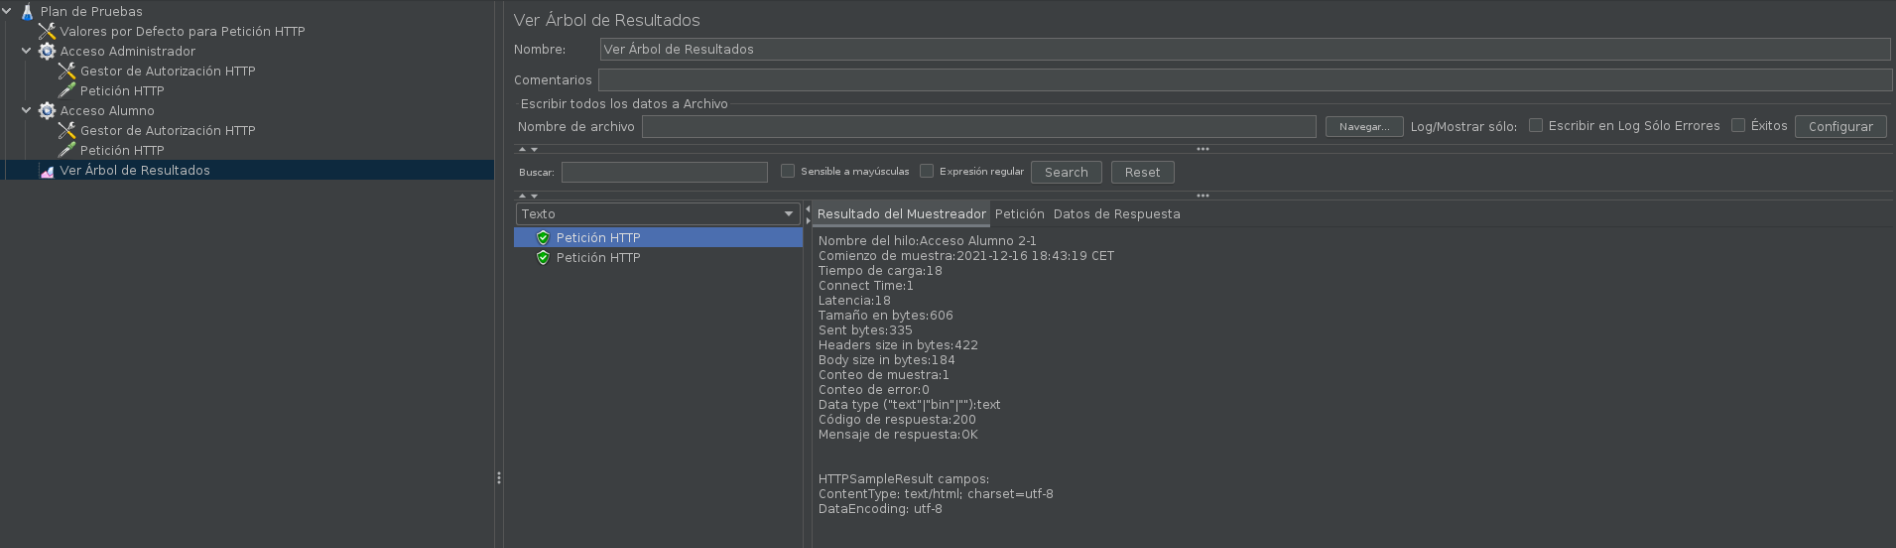 Plan de Pruebas
Valores por Defecto para Petición HTTP
Acceso Administrador
Gestor de Autorización HTTP
Petición HTTP
Acceso Alumno
Gestor de Autorización HTTP
Petición HTTP
Ver Árbol de Resultados
Ver Árbol de Resultados
Nombre: Ver Árbol de Resultados
Comentarios
Escribir todos los datos a Archivo
Nombre de archivo Navegar... Log/Mostrar sólo: Escribir en Log Sólo Errores Éxitos Configurar
Buscar: Sensible a mayúsculas Expresión regular Search Reset
Texto
Petición HTTP
Petición HTTP
Resultado del Muestreador Petición Datos de Respuesta
Nombre del hilo:Acceso Alumno 2-1
Comienzo de muestra:2021-12-16 18:43:19 CET
Tiempo de carga:18
Connect Time:1
Latencia:18
Tamaño en bytes:606
Sent bytes:335
Headers size in bytes:422
Body size in bytes:184
Conteo de muestra:1
Conteo de error:0
Data type ("text"|"bin"|""):text
Código de respuesta:200
Mensaje de respuesta:OK
HTTPSampleResult campos:
ContentType: text/html; charset=utf-8
DataEncoding: utf-8